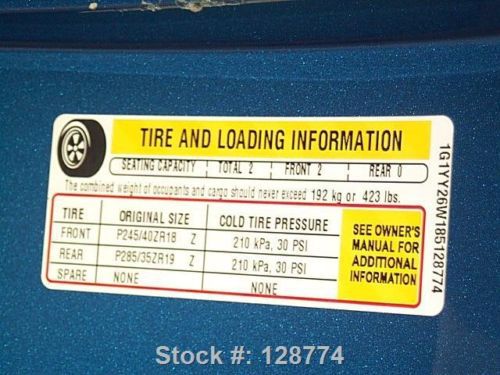 TIRE AND LOADING INFORMATION
SEATING CAPACITY TOTAL 2 FRONT 2 REAR 0
The combined weight of occupants and cargo should never exceed 192 kg or 423 lbs.
TIRE ORIGINAL SIZE COLD TIRE PRESSURE
FRONT P245/40ZR18 Z 210 kPa, 30 PSI
REAR P285/35ZR19 Z 210 kPa, 30 PSI
SPARE NONE NONE
SEE OWNER'S
MANUAL FOR
ADDITIONAL
INFORMATION
1G1YY26W185128774
Stock #: 128774